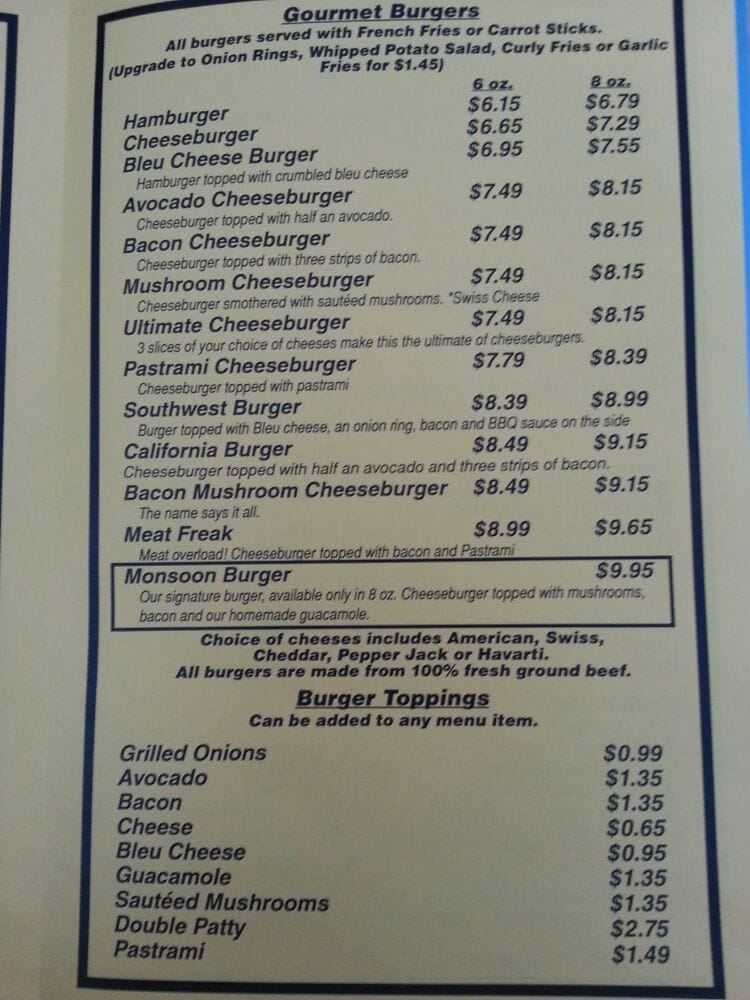 Gourmet Burgers
All burgers served with French Fries or Carrot Sticks.
(Upgrade to Onion Rings, Whipped Potato Salad, Curly Fries or Garlic
Fries for $1.45)
6 oz. 8 oz.
Hamburger $6.15 $6.79
Cheeseburger $6.65 $7.29
Bleu Cheese Burger $6.95 $7.55
Hamburger topped with crumbled bleu cheese
Avocado Cheeseburger $7.49 $8.15
Cheeseburger topped with half an avocado.
Bacon Cheeseburger $7.49 $8.15
Cheeseburger topped with three strips of bacon.
Mushroom Cheeseburger $7.49 $8.15
Cheeseburger smothered with sautéed mushrooms. *Swiss Cheese
Ultimate Cheeseburger $7.49 $8.15
3 slices of your choice of cheeses make this the ultimate of cheeseburgers.
Pastrami Cheeseburger $7.79 $8.39
Cheeseburger topped with pastrami
Southwest Burger $8.39 $8.99
Burger topped with Bleu cheese, an onion ring, bacon and BBQ sauce on the side
California Burger $8.49 $9.15
Cheeseburger topped with half an avocado and three strips of bacon.
Bacon Mushroom Cheeseburger $8.49 $9.15
The name says it all.
Meat Freak $8.99 $9.65
Meat overload! Cheeseburger topped with bacon and Pastrami
Monsoon Burger $9.95
Our signature burger, available only in 8 oz. Cheeseburger topped with mushrooms,
bacon and our homemade guacamole.
Choice of cheeses includes American, Swiss,
Cheddar, Pepper Jack or Havarti.
All burgers are made from 100% fresh ground beef.
Burger Toppings
Can be added to any menu item.
Grilled Onions $0.99
Avocado $1.35
Bacon $1.35
Cheese $0.65
Bleu Cheese $0.95
Guacamole $1.35
Sautéed Mushrooms $1.35
Double Patty $2.75
Pastrami $1.49